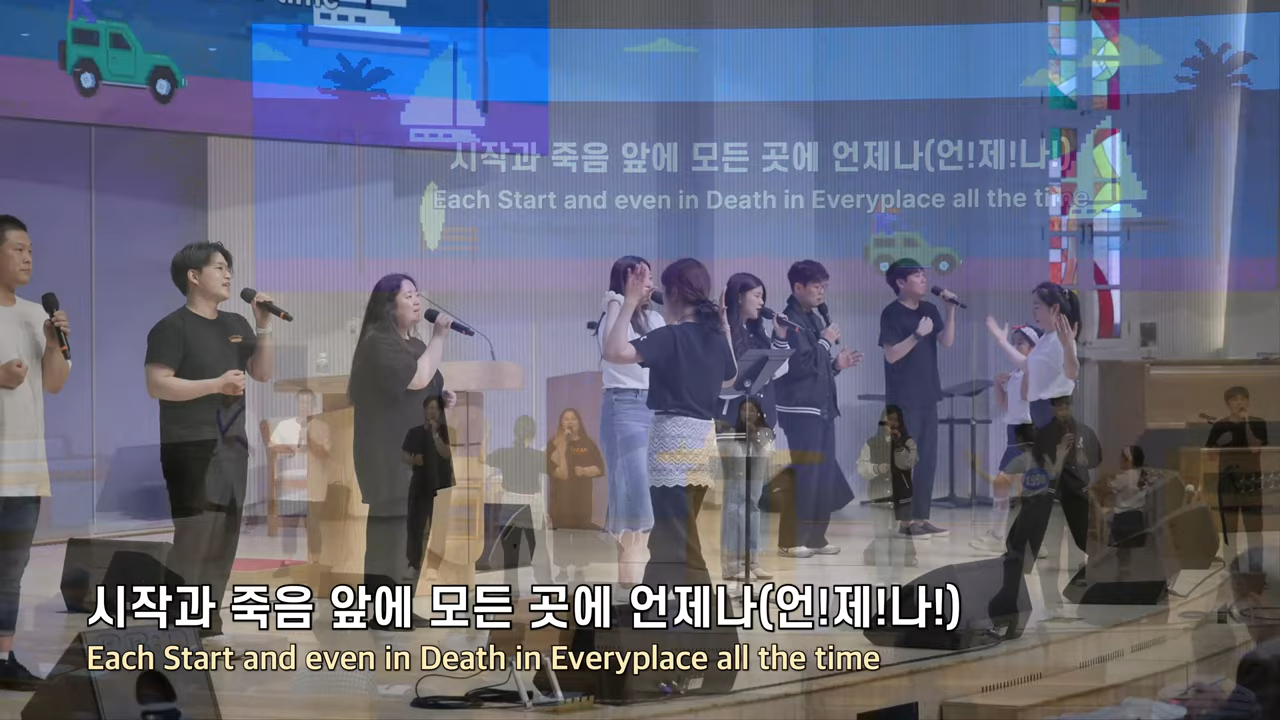 time
시작과 죽음 앞에 모든 곳에 언제나(언!제!나!)
Each Start and even in Death in Everyplace all the time
시작과 죽음 앞에 모든 곳에 언제나(언!제!나!)
Each Start and even in Death in Everyplace all the time